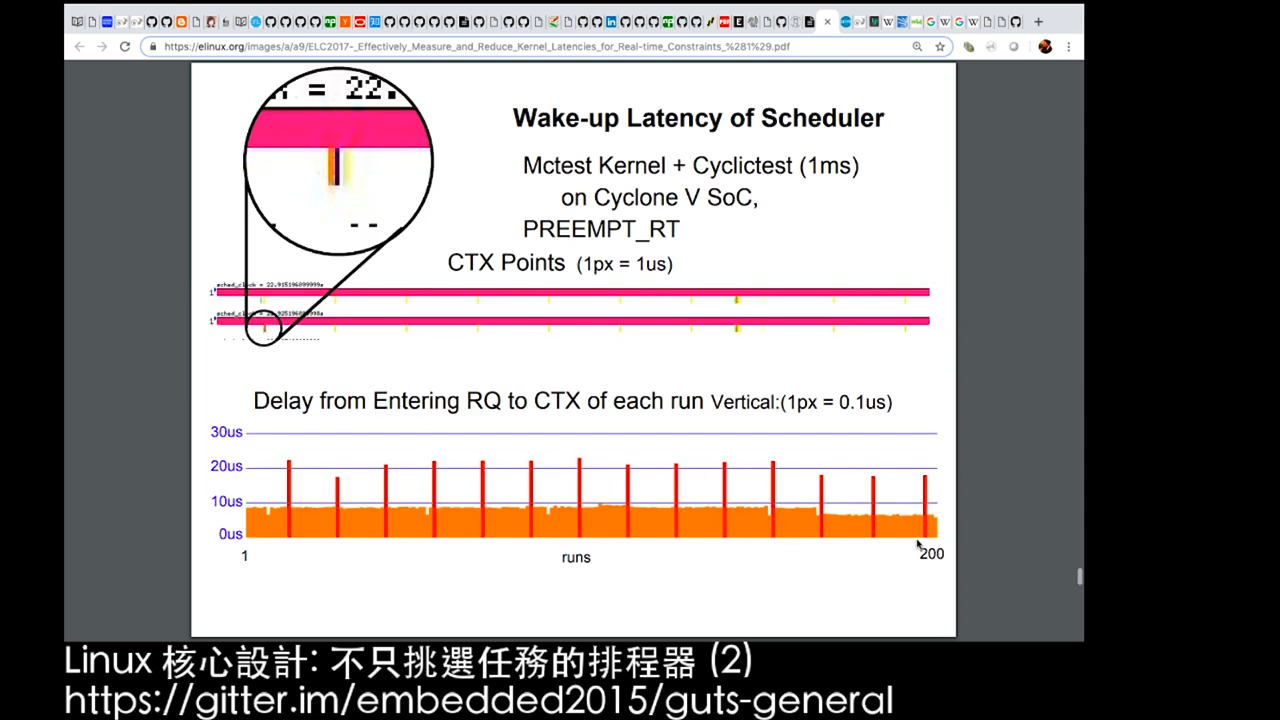 https://elinux.org/images/a/a9/ELC2017-_Effectively_Measure_and_Reduce_Kernel_Latencies_for_Real-time_Constraints_%281%29.pdf
= 22.
Wake-up Latency of Scheduler
Mctest Kernel + Cyclictest (1ms)
on Cyclone V SoC,
PREEMPT_RT
CTX Points (1px = 1us)
Delay from Entering RQ to CTX of each run Vertical:(1px = 0.1us)
30us
20us
10us
0us
1
runs
200
Linux 核心設計: 不只挑選任務的排程器 (2)
https://gitter.im/embedded2015/guts-general